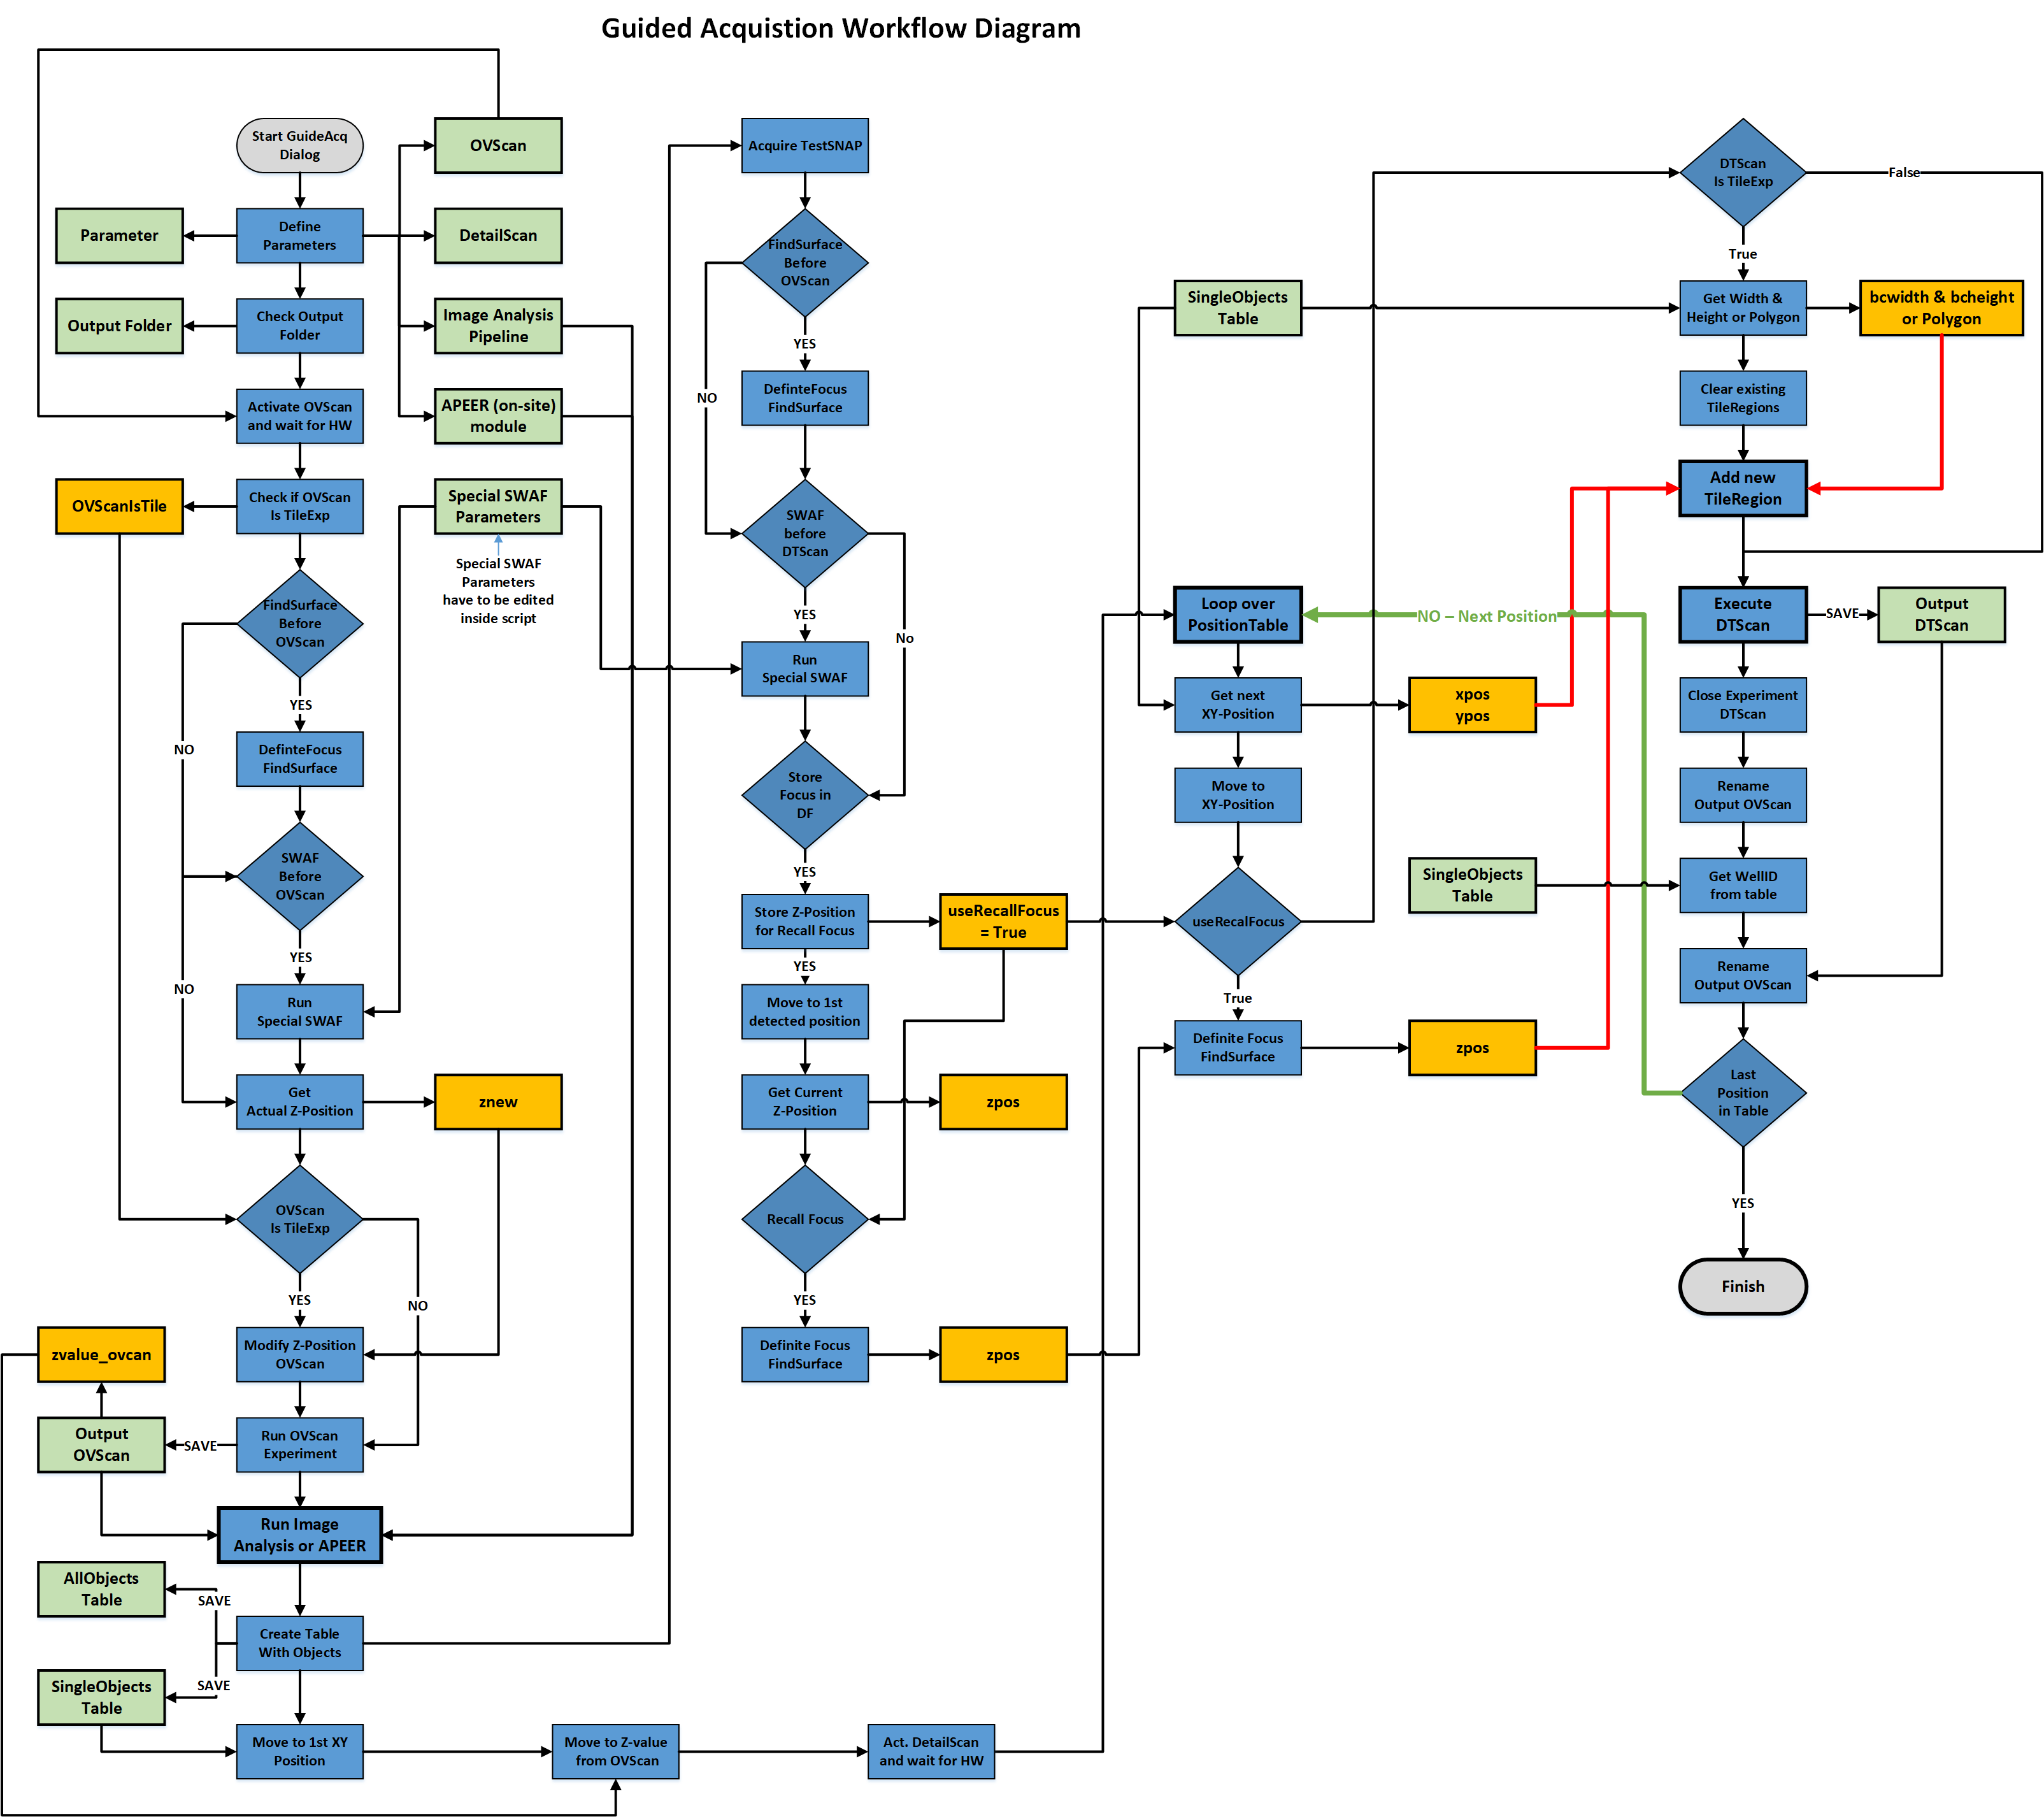 Guided Acquistion Workflow Diagram
Start GuideAcq
Dialog
Define
Parameters
Parameter
Check Output
Folder
Output Folder
Activate OVScan
and wait for HW
Check if OVScan
Is TileExp
OVScanIsTile
FindSurface
Before
OVScan
YES
NO
DefinteFocus
FindSurface
SWAF
Before
OVScan
YES
NO
Run
Special SWAF
Get
Actual Z-Position
znew
OVScan
Is TileExp
YES
NO
Modify Z-Position
OVScan
zvalue_ovcan
Run OVScan
Experiment
SAVE
Output
OVScan
Run Image
Analysis or APEER
AllObjects
Table
SAVE
Create Table
With Objects
SAVE
SingleObjects
Table
Move to 1st XY
Position
Move to Z-value
from OVScan
Act. DetailScan
and wait for HW
OVScan
DetailScan
Image Analysis
Pipeline
APEER (on-site)
module
Special SWAF
Parameters
Special SWAF
Parameters
have to be edited
inside script
Acquire TestSNAP
FindSurface
Before
OVScan
YES
NO
DefinteFocus
FindSurface
SWAF
before
DTScan
YES
No
Run
Special SWAF
Store
Focus in
DF
YES
Store Z-Position
for Recall Focus
useRecallFocus
= True
YES
Move to 1st
detected position
Get Current
Z-Position
zpos
Recall Focus
YES
Definite Focus
FindSurface
zpos
SingleObjects
Table
Loop over
PositionTable
NO – Next Position
Get next
XY-Position
xpos
ypos
Move to
XY-Position
useRecalFocus
True
Definite Focus
FindSurface
zpos
SingleObjects
Table
DTScan
Is TileExp
False
True
Get Width &
Height or Polygon
bcwidth & bcheight
or Polygon
Clear existing
TileRegions
Add new
TileRegion
Execute
DTScan
SAVE
Output
DTScan
Close Experiment
DTScan
Rename
Output OVScan
Get WellID
from table
Rename
Output OVScan
Last
Position
in Table
YES
Finish